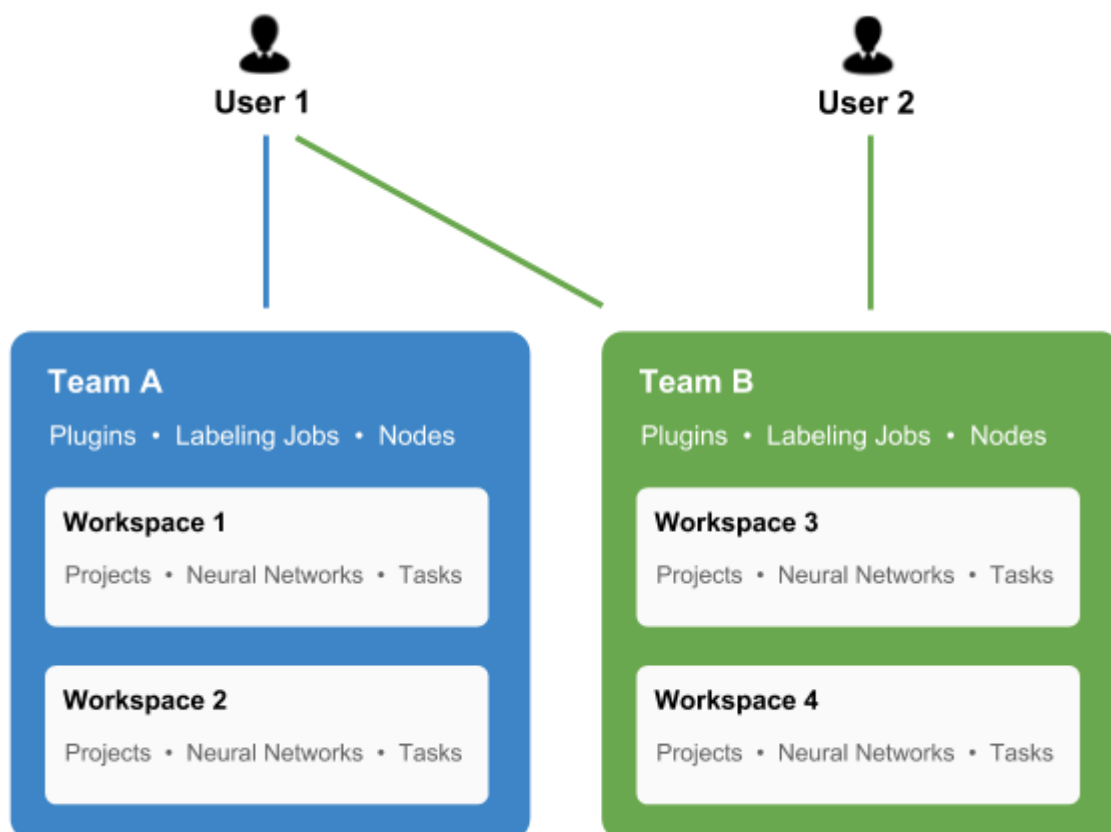 User 1
User 2
Team A
Plugins • Labeling Jobs • Nodes
Workspace 1
Projects • Neural Networks • Tasks
Workspace 2
Projects • Neural Networks • Tasks
Team B
Plugins • Labeling Jobs • Nodes
Workspace 3
Projects • Neural Networks • Tasks
Workspace 4
Projects • Neural Networks • Tasks